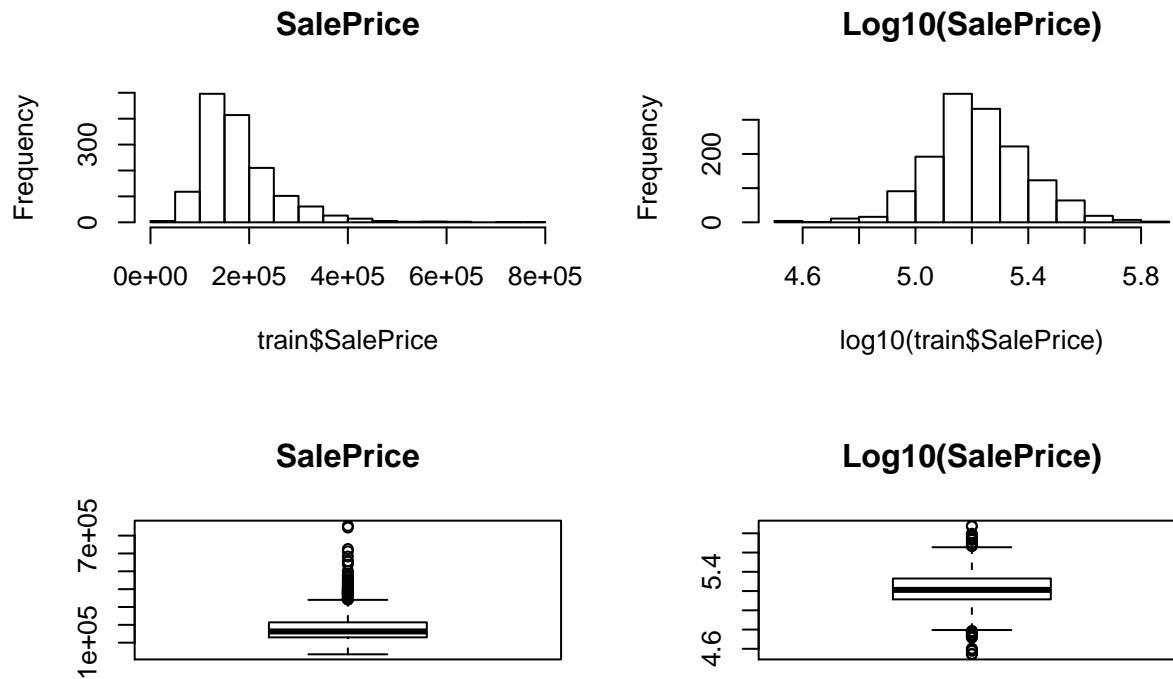 SalePrice
Frequency
0
300
0e+00 2e+05 4e+05 6e+05 8e+05
train$SalePrice
Log10(SalePrice)
Frequency
0
200
4.6 5.0 5.4 5.8
log10(train$SalePrice)
SalePrice
1e+05
7e+05
Log10(SalePrice)
4.6
5.4